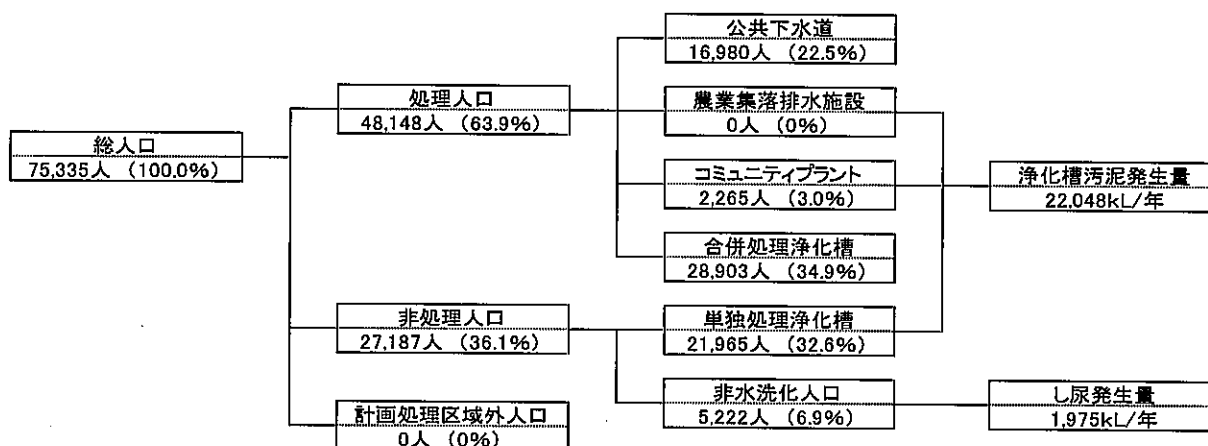 総人口
75,335人 (100.0%)
処理人口
48,148人 (63.9%)
非処理人口
27,187人 (36.1%)
計画処理区域外人口
0人 (0%)
公共下水道
16,980人 (22.5%)
農業集落排水施設
0人 (0%)
コミュニティプラント
2,265人 (3.0%)
合併処理浄化槽
28,903人 (34.9%)
単独処理浄化槽
21,965人 (32.6%)
非水洗化人口
5,222人 (6.9%)
浄化槽汚泥発生量
22,048kL/年
し尿発生量
1,975kL/年